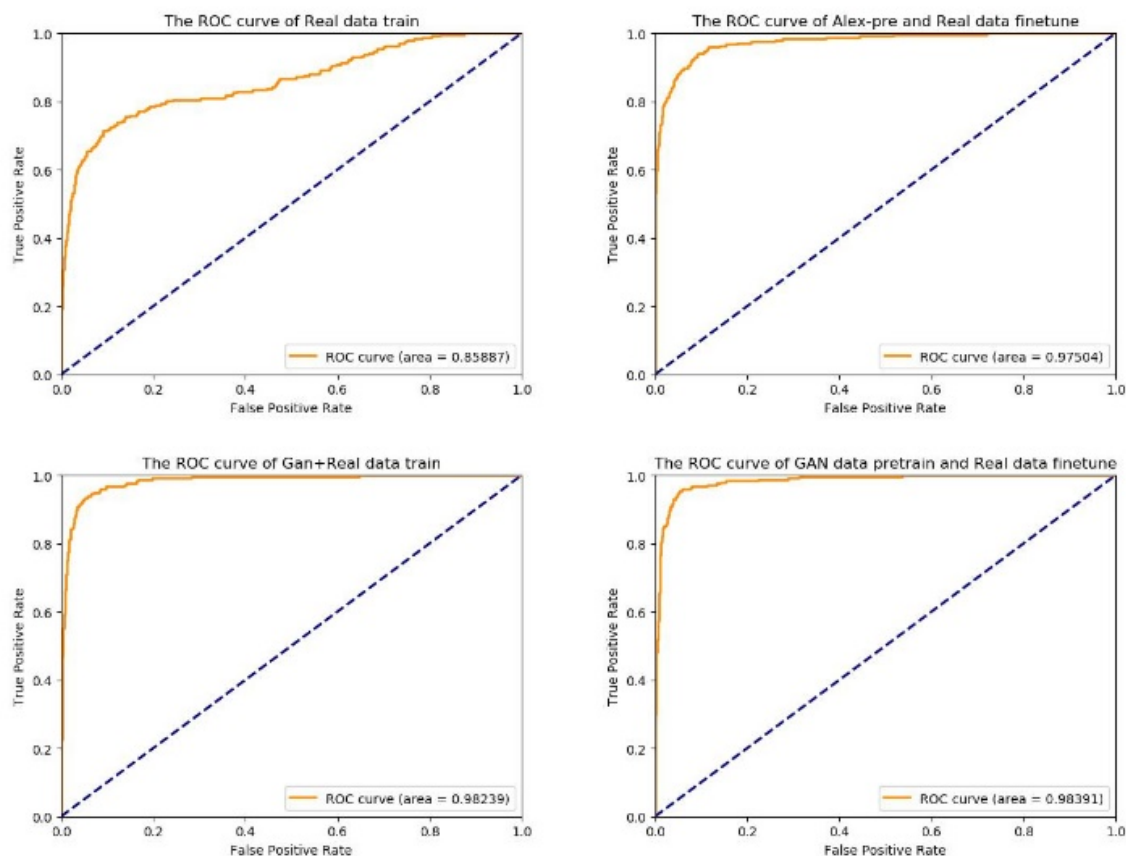 The ROC curve of Real data train
1.0
0.8
0.6
0.4
0.2
0.0
True Positive Rate
ROC curve (area = 0.85887)
0.0 0.2 0.4 0.6 0.8 1.0
False Positive Rate
The ROC curve of Alex-pre and Real data finetune
1.0
0.8
0.6
0.4
0.2
0.0
True Positive Rate
ROC curve (area = 0.97504)
0.0 0.2 0.4 0.6 0.8 1.0
False Positive Rate
The ROC curve of Gan+Real data train
1.0
0.8
0.6
0.4
0.2
0.0
True Positive Rate
ROC curve (area = 0.98239)
0.0 0.2 0.4 0.6 0.8 1.0
False Positive Rate
The ROC curve of GAN data pretrain and Real data finetune
1.0
0.8
0.6
0.4
0.2
0.0
True Positive Rate
ROC curve (area = 0.98391)
0.0 0.2 0.4 0.6 0.8 1.0
False Positive Rate